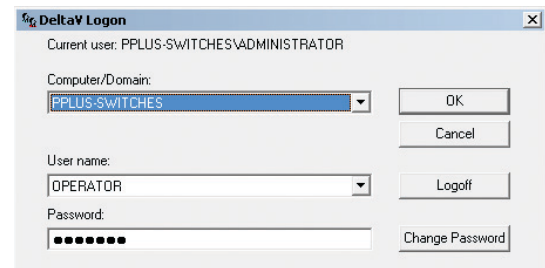 DeltaV Logon
Current user: PPLUS-SWITCHES\ADMINISTRATOR
Computer/Domain:
PPLUS-SWITCHES
OK
Cancel
User name:
OPERATOR
Logoff
Password:
●●●●●●●
Change Password